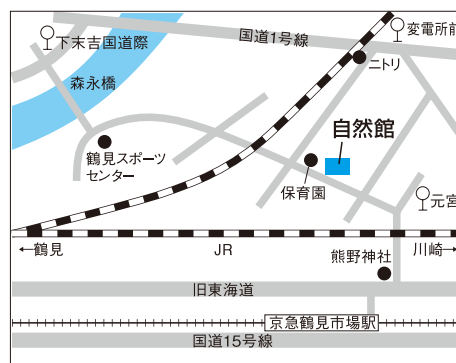 下末吉国道際
国道1号線
変電所前
ニトリ
森永橋
自然館
鶴見スポーツ
センター
保育園
元宮
←鶴見
JR
川崎→
熊野神社
旧東海道
京急鶴見市場駅
国道15号線